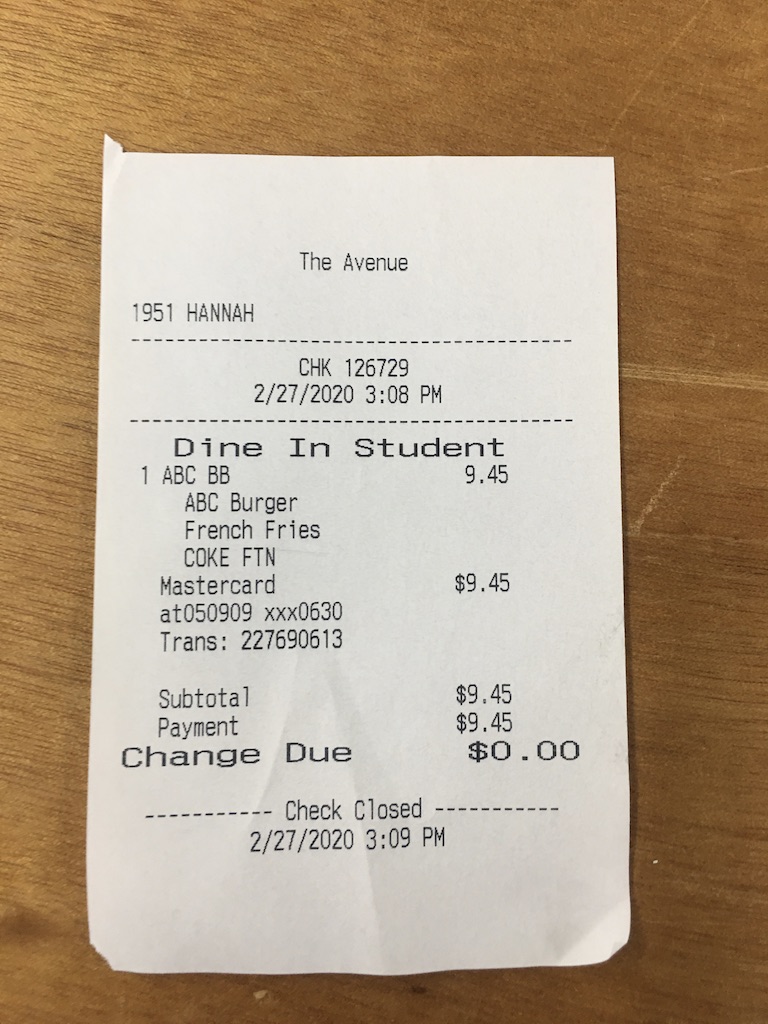 The Avenue
1951 HANNAH
--------------------------------
CHK 126729
2/27/2020 3:08 PM
--------------------------------
Dine In Student
1 ABC BB 9.45
ABC Burger
French Fries
COKE FTN
Mastercard $9.45
at050909 xxx0630
Trans: 227690613
Subtotal $9.45
Payment $9.45
Change Due $0.00
----------- Check Closed -----------
2/27/2020 3:09 PM